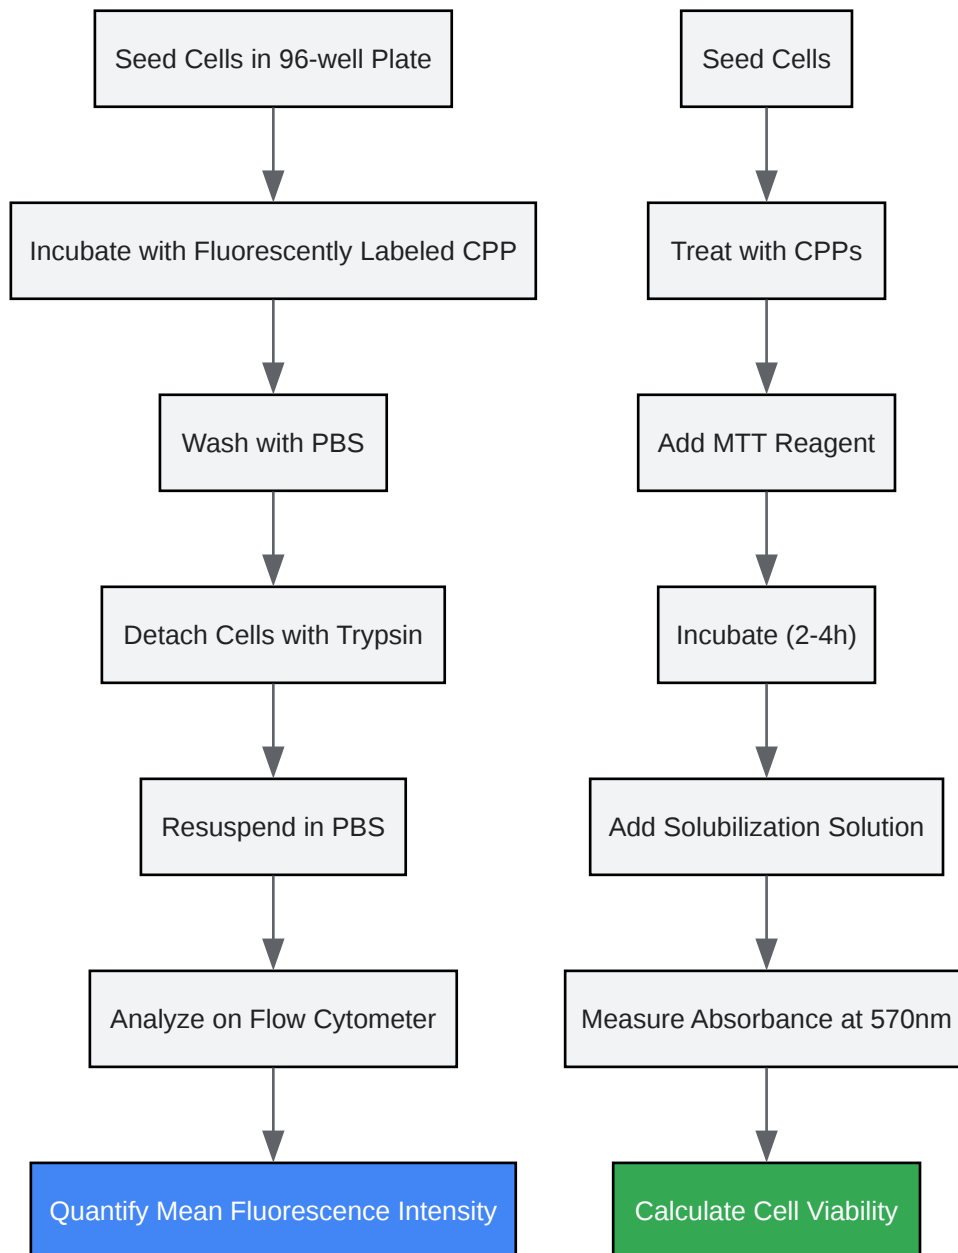 Seed Cells in 96-well Plate
Incubate with Fluorescently Labeled CPP
Wash with PBS
Detach Cells with Trypsin
Resuspend in PBS
Analyze on Flow Cytometer
Quantify Mean Fluorescence Intensity
Seed Cells
Treat with CPPs
Add MTT Reagent
Incubate (2-4h)
Add Solubilization Solution
Measure Absorbance at 570nm
Calculate Cell Viability